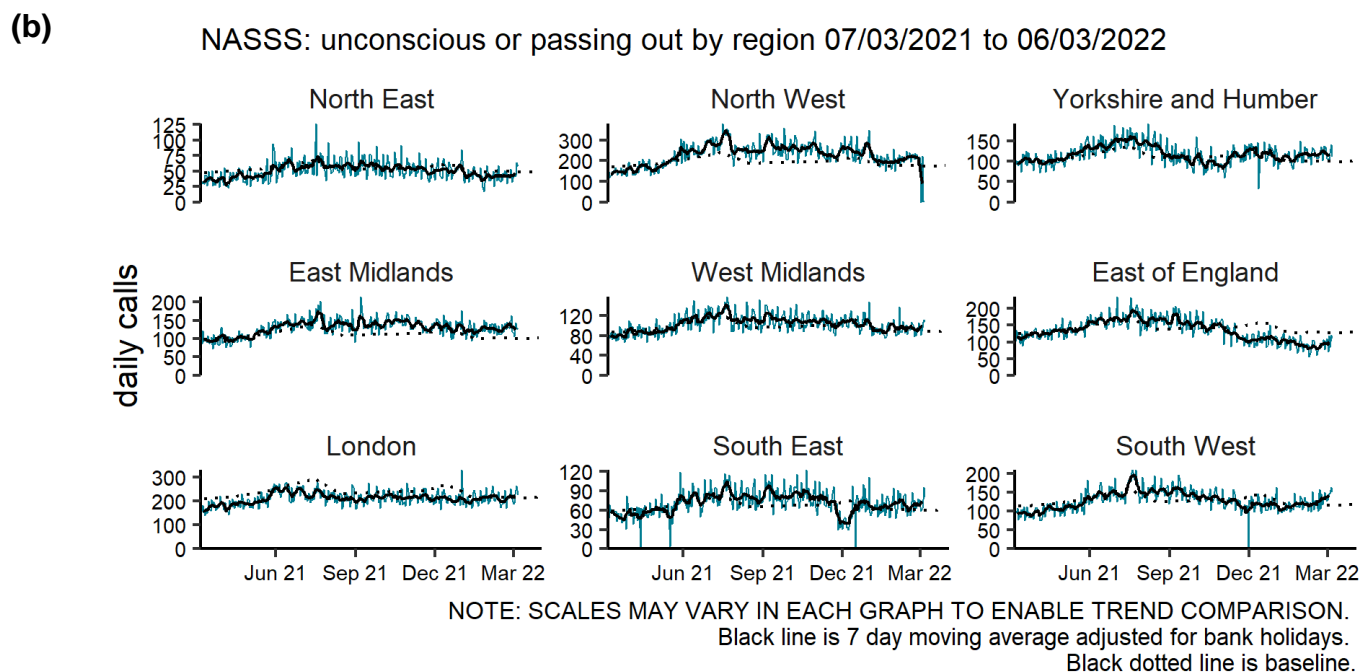 (b)
NASSS: unconscious or passing out by region 07/03/2021 to 06/03/2022
North East
North West
Yorkshire and Humber
125
100
75
50
25
0
300
200
100
0
150
100
50
0
daily calls
East Midlands
West Midlands
East of England
200
150
100
50
0
120
80
40
0
200
150
100
50
0
London
South East
South West
300
200
100
0
120
90
60
30
0
200
150
100
50
0
Jun 21 Sep 21 Dec 21 Mar 22
Jun 21 Sep 21 Dec 21 Mar 22
Jun 21 Sep 21 Dec 21 Mar 22
NOTE: SCALES MAY VARY IN EACH GRAPH TO ENABLE TREND COMPARISON.
Black line is 7 day moving average adjusted for bank holidays.
Black dotted line is baseline.